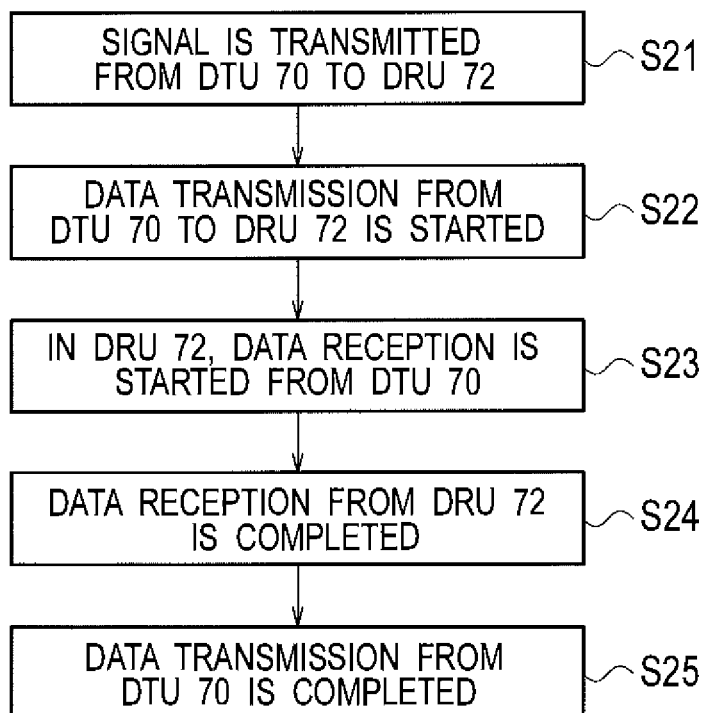 SIGNAL IS TRANSMITTED
FROM DTU 70 TO DRU 72
S21
DATA TRANSMISSION FROM
DTU 70 TO DRU 72 IS STARTED
S22
IN DRU 72, DATA RECEPTION IS
STARTED FROM DTU 70
S23
DATA RECEPTION FROM DRU 72
IS COMPLETED
S24
DATA TRANSMISSION FROM
DTU 70 IS COMPLETED
S25